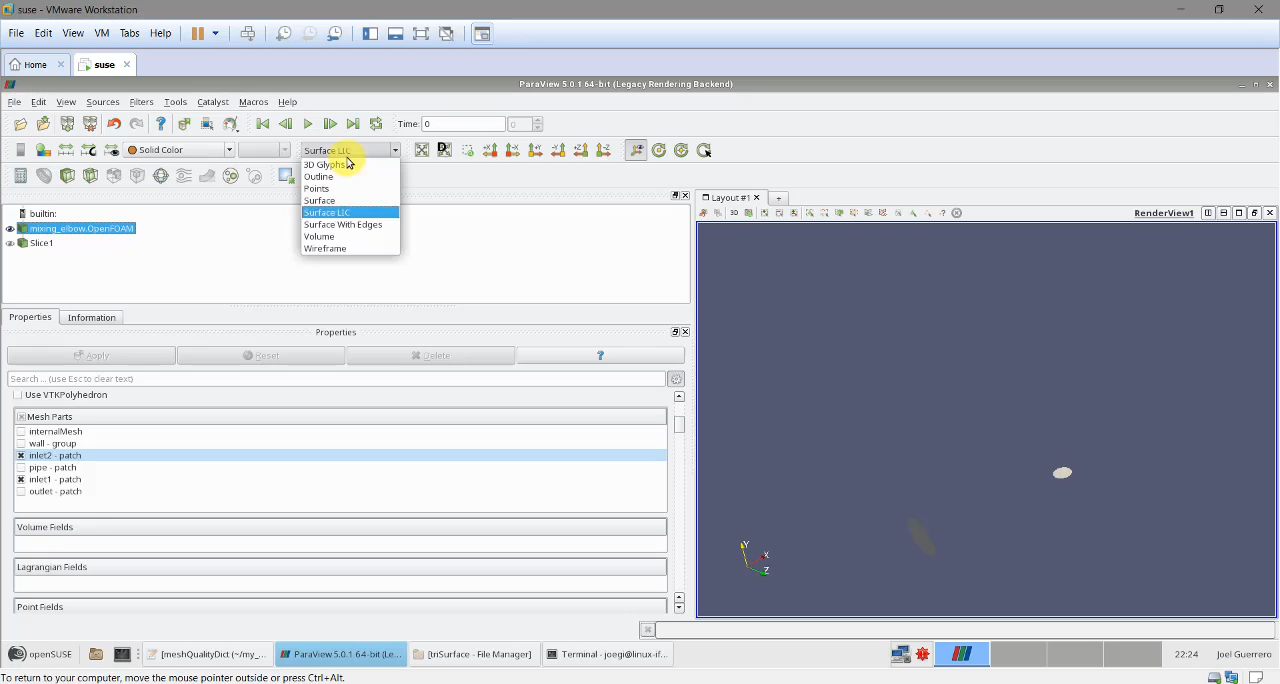 suse - VMware Workstation
File Edit View VM Tabs Help
Home suse
ParaView 5.0.1 64-bit (Legacy Rendering Backend)
File Edit View Sources Filters Tools Catalyst Macros Help
Time: 0 0
Solid Color Surface LIC
3D Glyphs
Outline
Points
Surface
Surface LIC
Surface With Edges
Volume
Wireframe
builtin:
mixing_elbow.OpenFOAM
Slice1
Layout #1 +
3D RenderView1
Properties Information
Properties
Apply Reset Delete ?
Search ... (use Esc to clear text)
Use VTKPolyhedron
Mesh Parts
internalMesh
wall - group
inlet2 - patch
pipe - patch
inlet1 - patch
outlet - patch
Volume Fields
Lagrangian Fields
Point Fields
Y
X
Z
openSUSE [meshQualityDict (~/my_... ParaView 5.0.1 64-bit (Le... [triSurface - File Manager] Terminal - joegi@linux-if... 22:24 Joel Guerrero
To return to your computer, move the mouse pointer outside or press Ctrl+Alt.